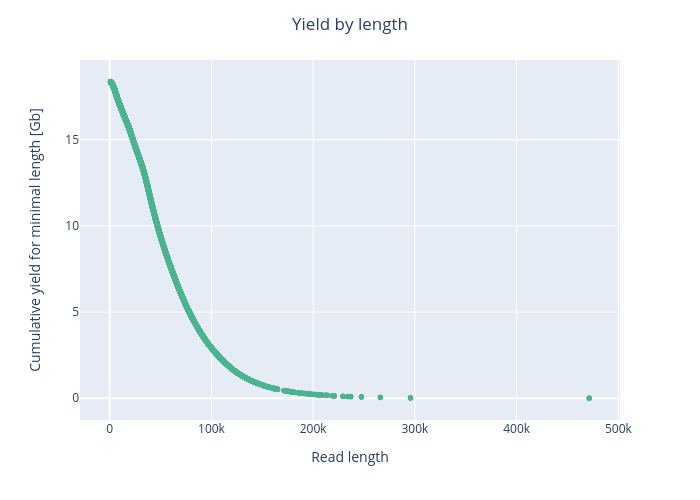 Yield by length
Cumulative yield for minimal length [Gb]
15
10
5
0
0 100k 200k 300k 400k 500k
Read length